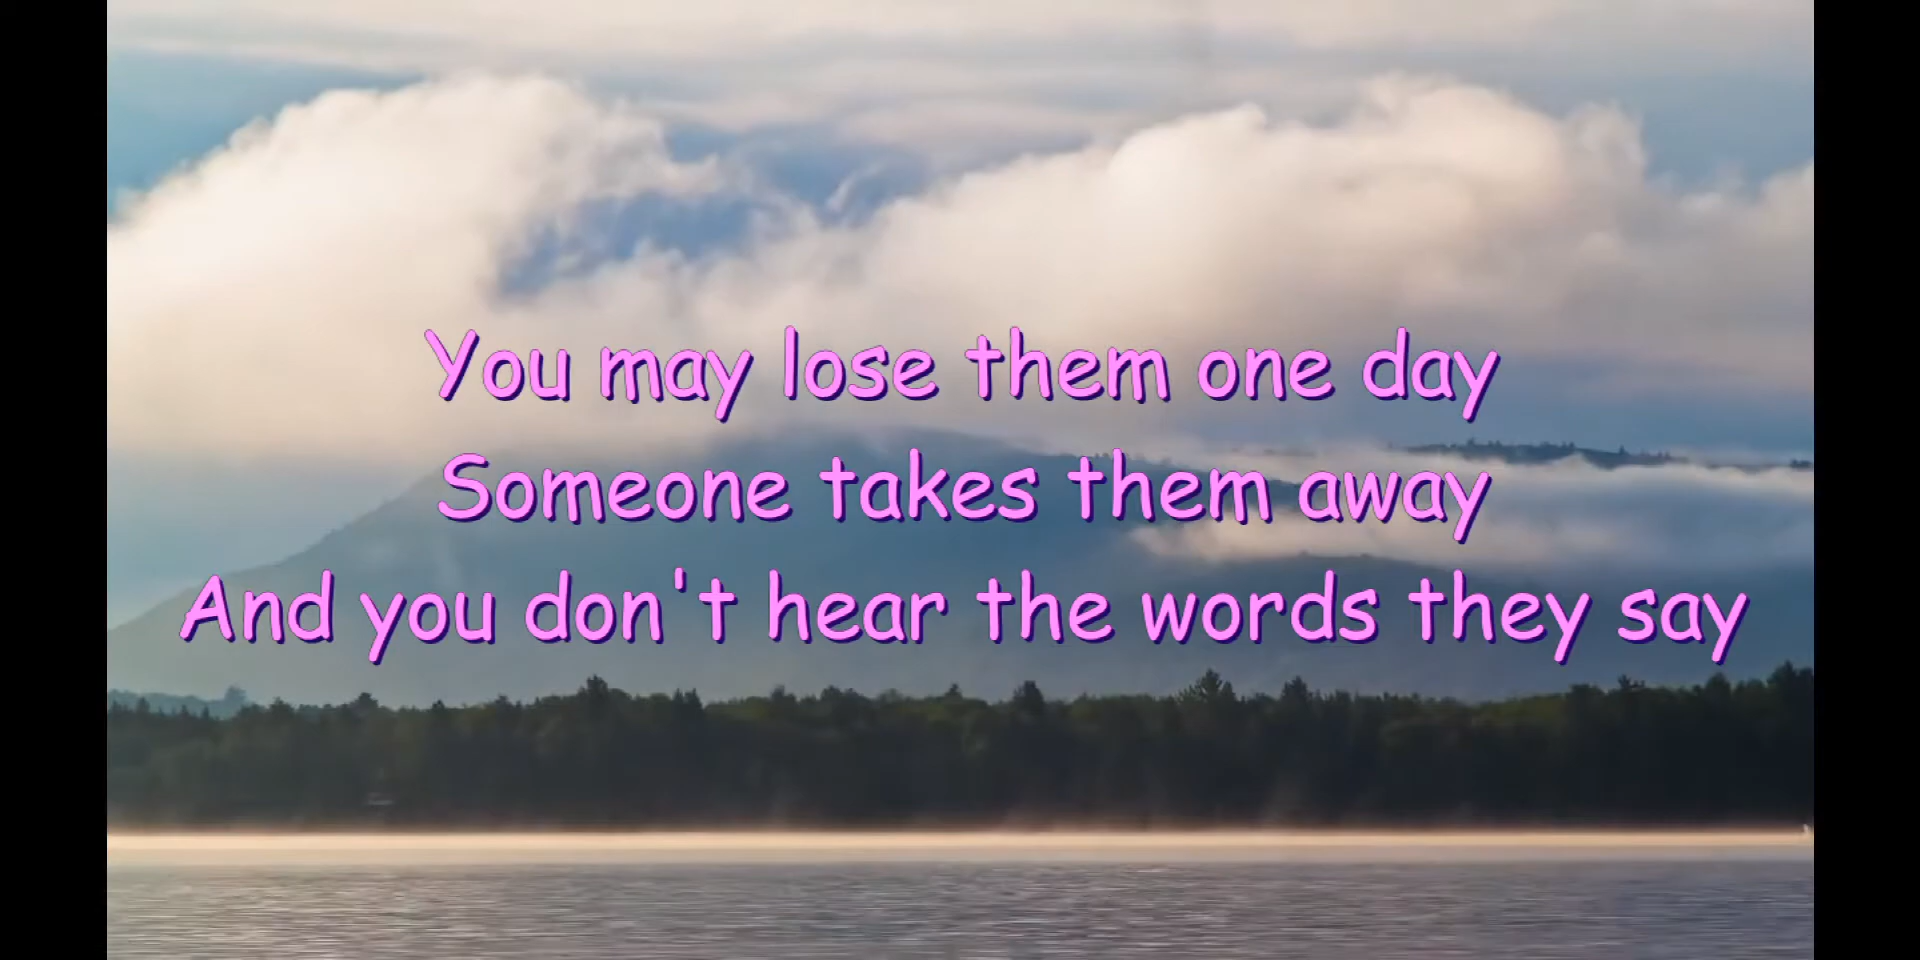 You may lose them one day
Someone takes them away
And you don't hear the words they say